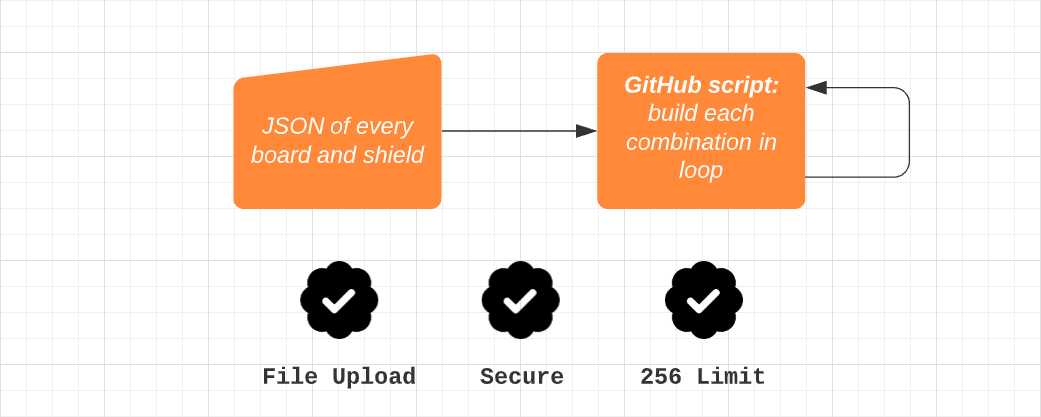 JSON of every
board and shield
GitHub script:
build each
combination in
loop
File Upload
Secure
256 Limit